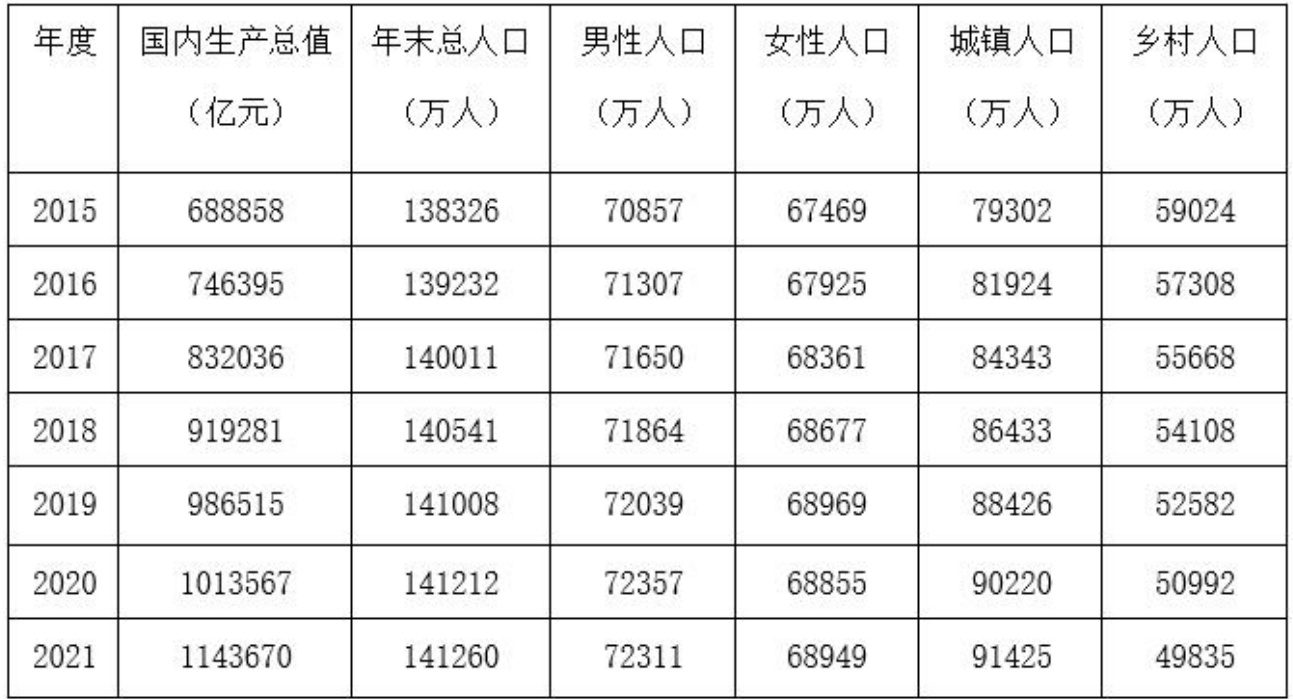 年度 国内生产总值 年末总人口 男性人口 女性人口 城镇人口 乡村人口
（亿元） （万人） （万人） （万人） （万人） （万人）
2015 688858 138326 70857 67469 79302 59024
2016 746395 139232 71307 67925 81924 57308
2017 832036 140011 71650 68361 84343 55668
2018 919281 140541 71864 68677 86433 54108
2019 986515 141008 72039 68969 88426 52582
2020 1013567 141212 72357 68855 90220 50992
2021 1143670 141260 72311 68949 91425 49835